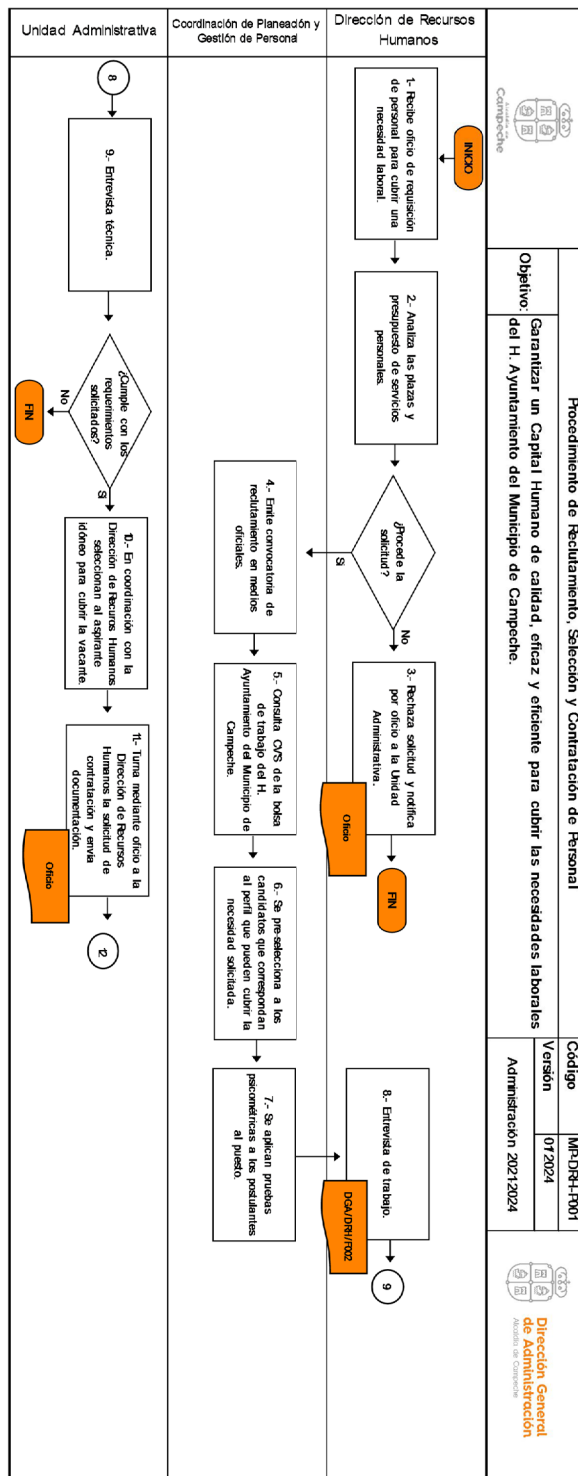 Alcaldía de
Campeche
Procedimiento de Reclutamiento, Selección y Contratación de Personal
Objetivo:
Garantizar un Capital Humano de calidad, eficaz y eficiente para cubrir las necesidades laborales
del H. Ayuntamiento del Municipio de Campeche.
Código
MP-DRH-P001
Versión
01'2024
Administración 20212024
Dirección General
de Administración
Alcaldía de Campeche
Dirección de Recursos
Humanos
INICIO
1- Recibe oficio de requisición
de personal para cubrir una
necesidad laboral.
2.- Analiza las plazas y
presupuesto de servicios
personales.
¿Procede la
solicitud?
No
Sí
3.- Rechaza solicitud y notifica
por oficio a la Unidad
Administrativa.
Oficio
FIN
8.- Entrevista de trabajo.
DGA/DRH/F002
9
Coordinación de Planeación y
Gestión de Personal
4.- Emite convocatoria de
reclutamiento en medios
oficiales.
5.- Consulta CV'S de la bolsa
de trabajo del H.
Ayuntamiento del Municipio de
Campeche.
6.- Se pre-selecciona a los
candidatos que correspondan
al perfil que pueden cubrir la
necesidad solicitada.
7.- Se aplican pruebas
psicométricas a los postulantes
al puesto.
Unidad Administrativa
8
9.- Entrevista técnica.
¿Cumple con los
requerimientos
solicitados?
No
FIN
Sí
10.- En coordinación con la
Dirección de Recuros Humanos
seleccionan al aspirante
idóneo para cubrir la vacante.
11.- Turna mediante oficio a la
Dirección de Recursos
Humanos la solicitud de
contratación y envia
documentación.
Oficio
12